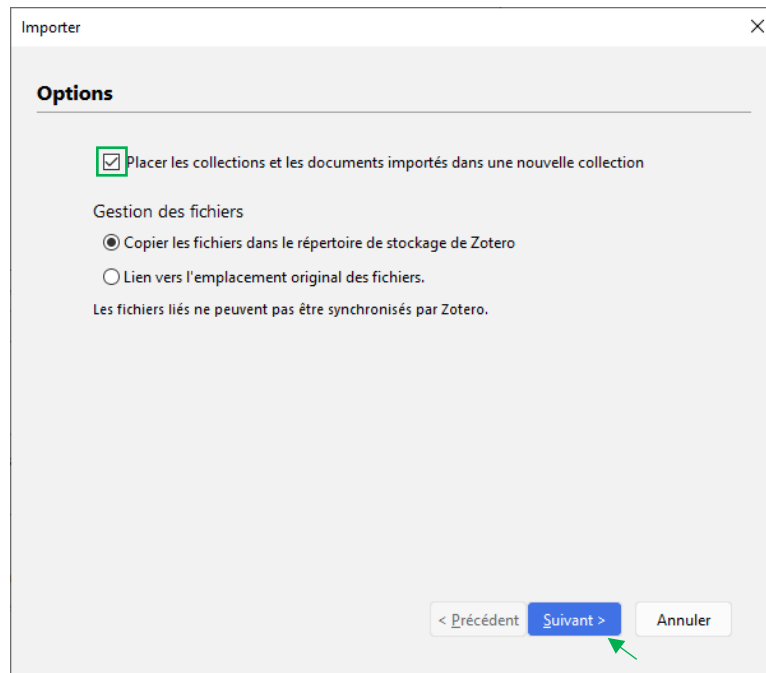 Importer
Options
Placer les collections et les documents importés dans une nouvelle collection
Gestion des fichiers
Copier les fichiers dans le répertoire de stockage de Zotero
Lien vers l'emplacement original des fichiers.
Les fichiers liés ne peuvent pas être synchronisés par Zotero.
< Précédent Suivant > Annuler